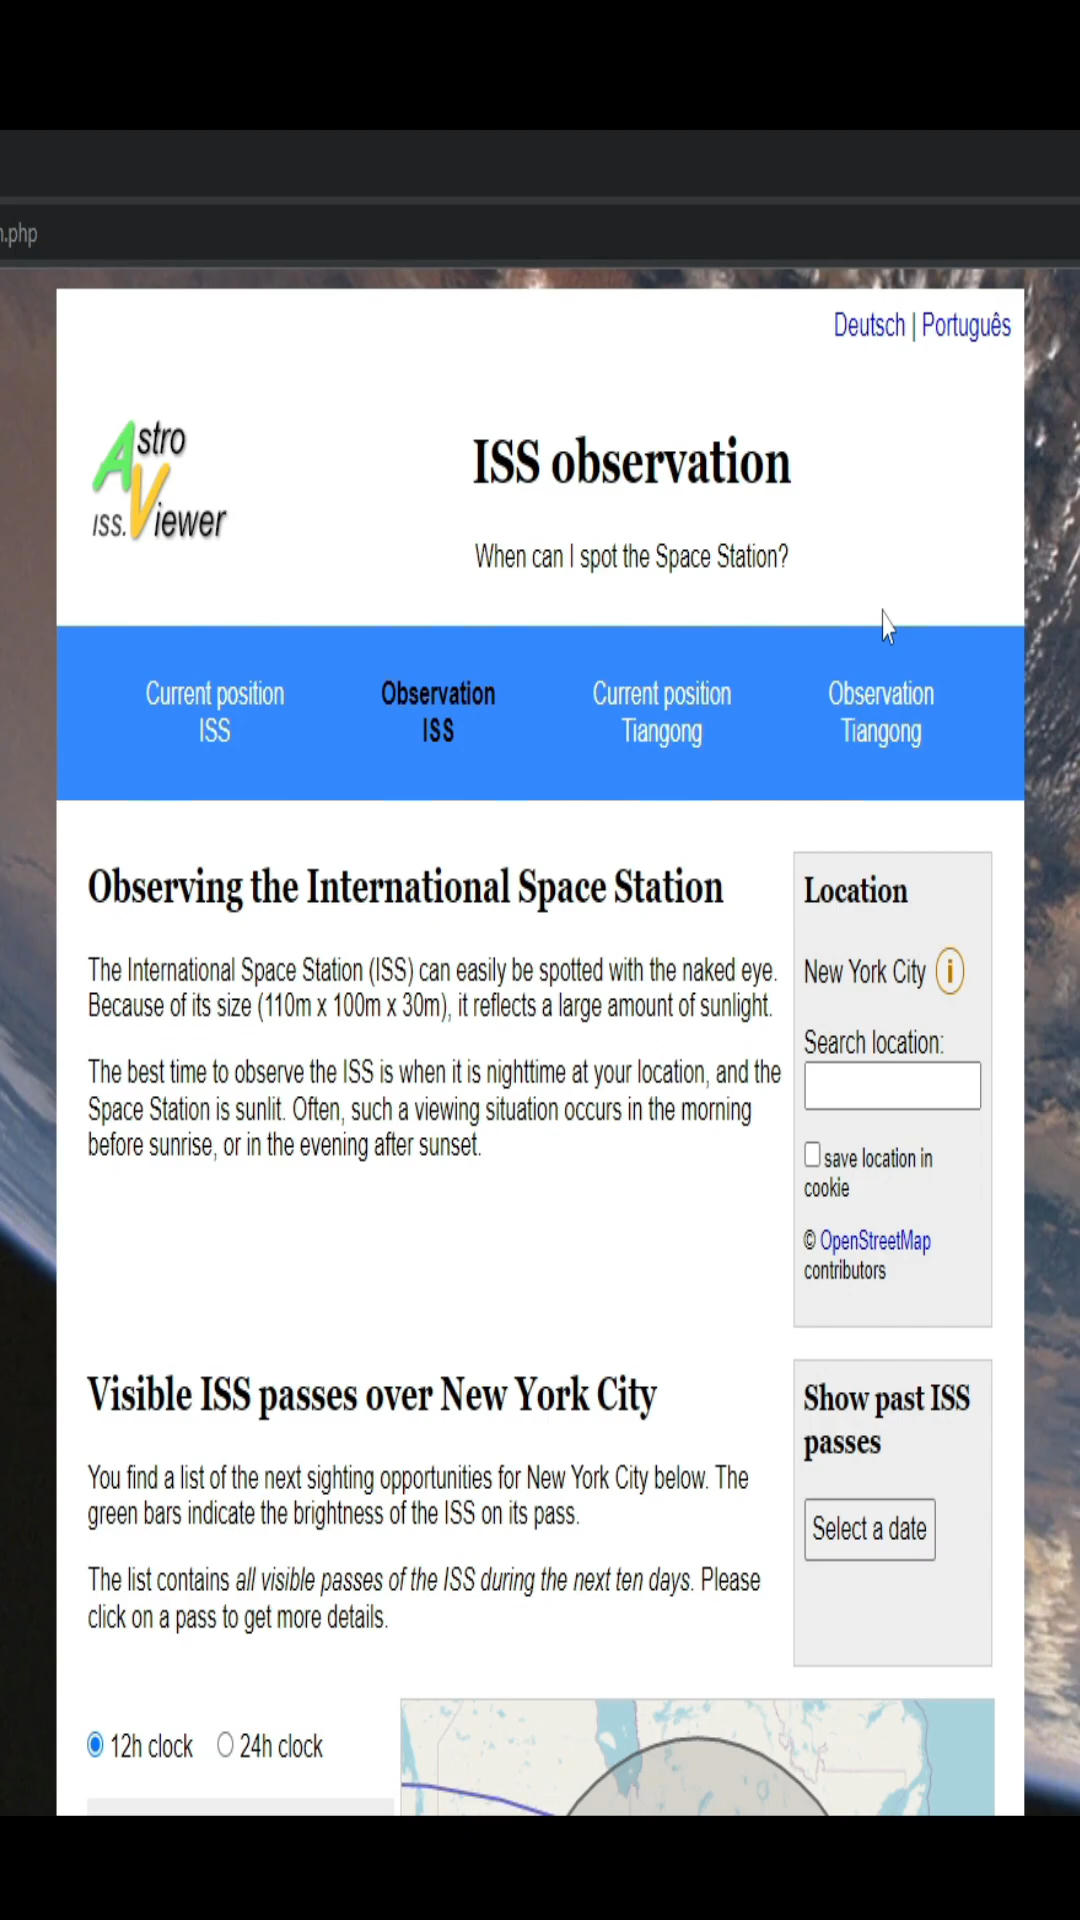 n.php
Deutsch | Português
Astro
ISS.Viewer
ISS observation
When can I spot the Space Station?
Current position
ISS
Observation
ISS
Current position
Tiangong
Observation
Tiangong
Observing the International Space Station
The International Space Station (ISS) can easily be spotted with the naked eye.
Because of its size (110m x 100m x 30m), it reflects a large amount of sunlight.
The best time to observe the ISS is when it is nighttime at your location, and the
Space Station is sunlit. Often, such a viewing situation occurs in the morning
before sunrise, or in the evening after sunset.
Location
New York City i
Search location:
save location in
cookie
© OpenStreetMap
contributors
Visible ISS passes over New York City
You find a list of the next sighting opportunities for New York City below. The
green bars indicate the brightness of the ISS on its pass.
The list contains all visible passes of the ISS during the next ten days. Please
click on a pass to get more details.
Show past ISS
passes
Select a date
12h clock 24h clock